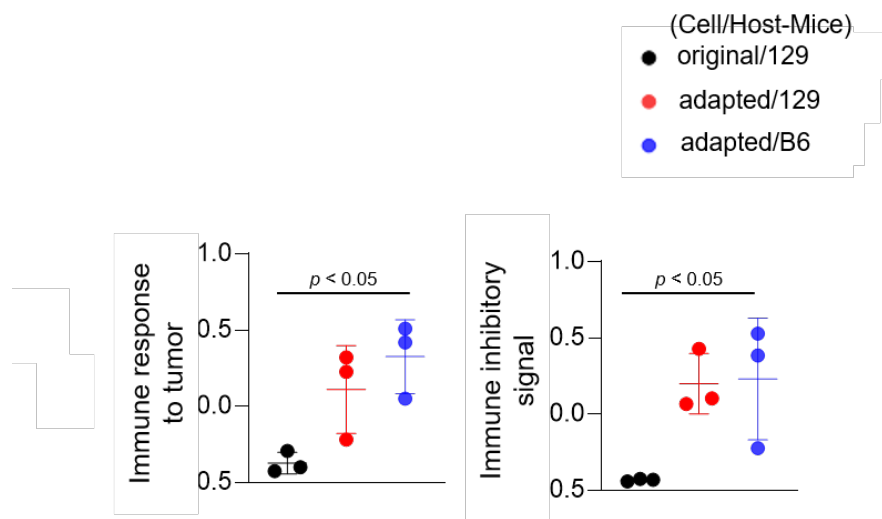 (Cell/Host-Mice)
original/129
adapted/129
adapted/B6
Immune response
to tumor
1.0
0.5
0.0
0.5
p < 0.05
Immune inhibitory
signal
1.0
0.5
0.0
0.5
p < 0.05